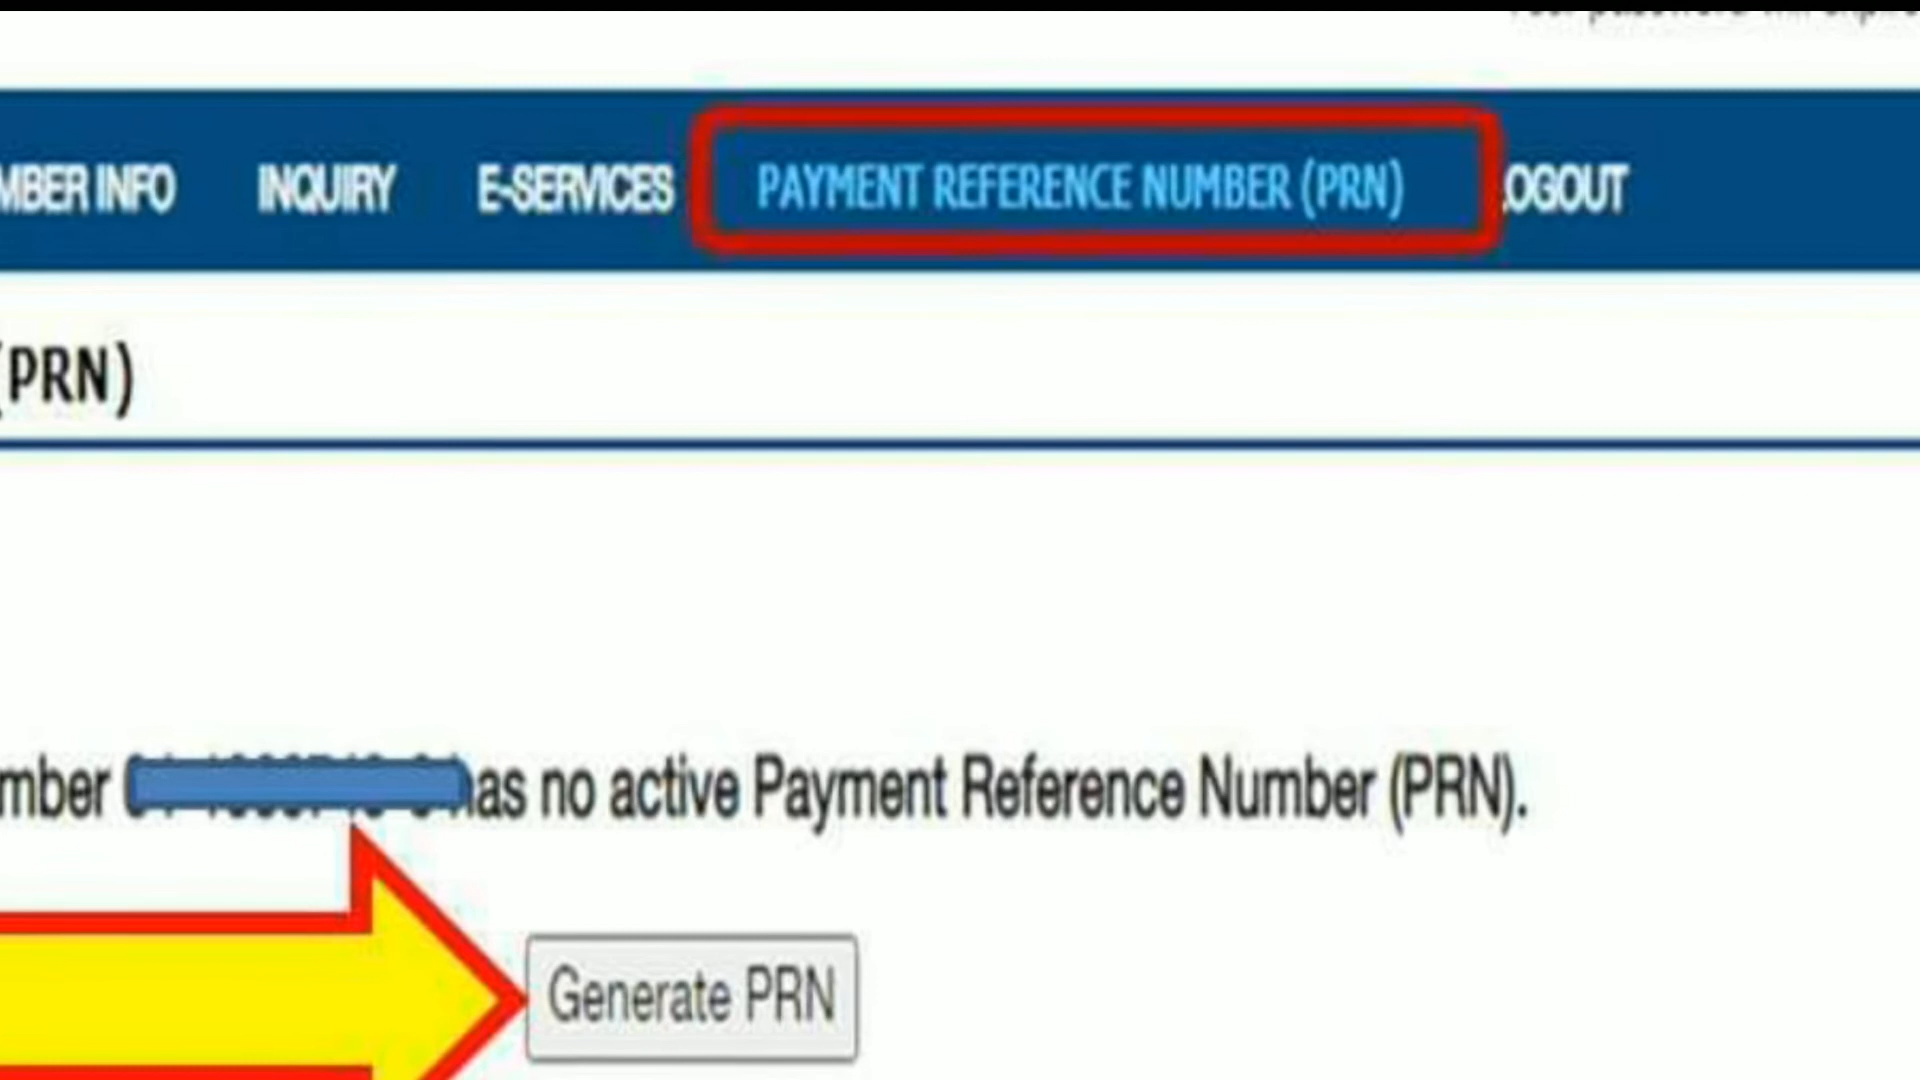 MBER INFO INQUIRY E-SERVICES PAYMENT REFERENCE NUMBER (PRN) OGOUT
(PRN)
mber has no active Payment Reference Number (PRN).
Generate PRN